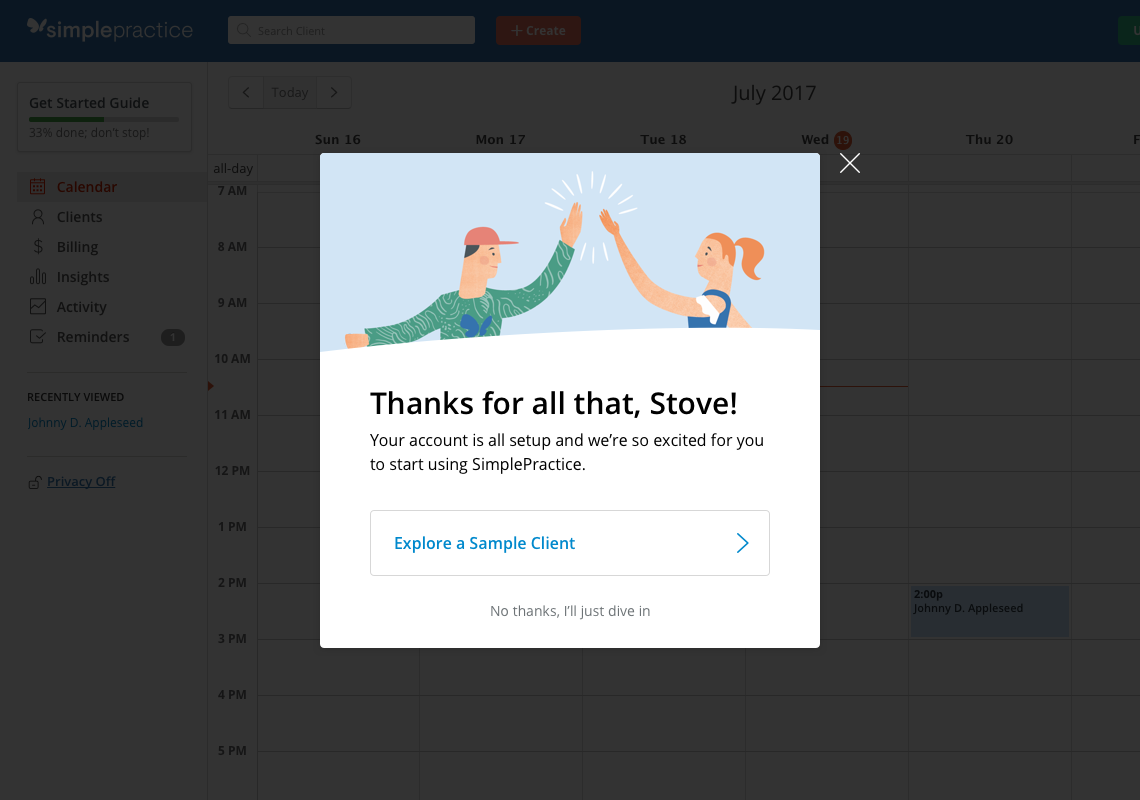 simplepractice
Search Client
+ Create
Get Started Guide
33% done; don't stop!
Calendar
Clients
Billing
Insights
Activity
Reminders
1
RECENTLY VIEWED
Johnny D. Appleseed
Privacy Off
Today
July 2017
Sun 16
Mon 17
Tue 18
Wed 19
Thu 20
all-day
7 AM
8 AM
9 AM
10 AM
11 AM
12 PM
1 PM
2 PM
3 PM
4 PM
5 PM
2:00p
Johnny D. Appleseed
Thanks for all that, Stove!
Your account is all setup and we’re so excited for you
to start using SimplePractice.
Explore a Sample Client
No thanks, I’ll just dive in